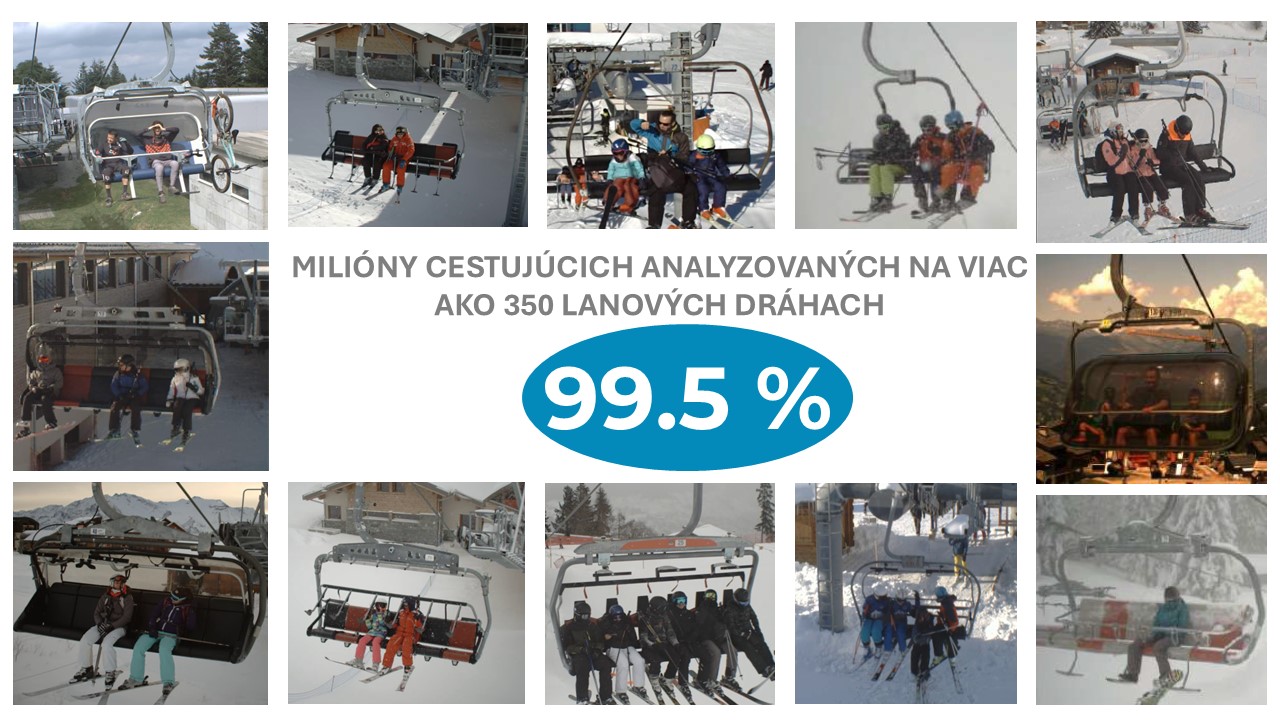 MILIÓNY CESTUJÚCICH ANALYZOVANÝCH NA VIAC
AKO 350 LANOVÝCH DRÁHACH
99.5 %